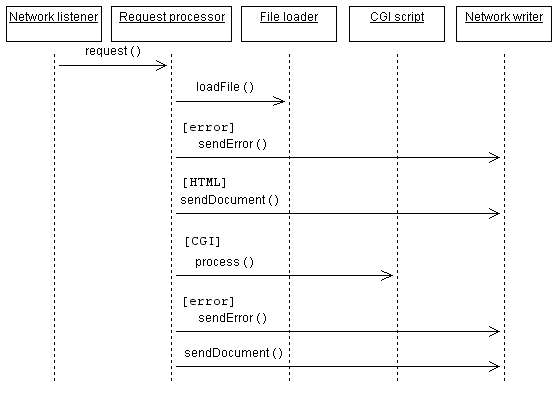 Network listener
Request processor
File loader
CGI script
Network writer
request ()
loadFile ()
[error]
sendError ()
[HTML]
sendDocument ()
[CGI]
process ()
[error]
sendError ()
sendDocument ()